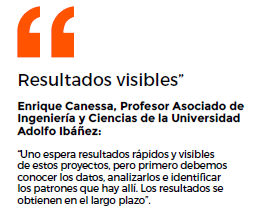 Resultados visibles”
Enrique Canessa, Profesor Asociado de
Ingeniería y Ciencias de la Universidad
Adolfo Ibáñez:
“Uno espera resultados rápidos y visibles
de estos proyectos, pero primero debemos
conocer los datos, analizarlos e identificar
los patrones que hay allí. Los resultados se
obtienen en el largo plazo”.